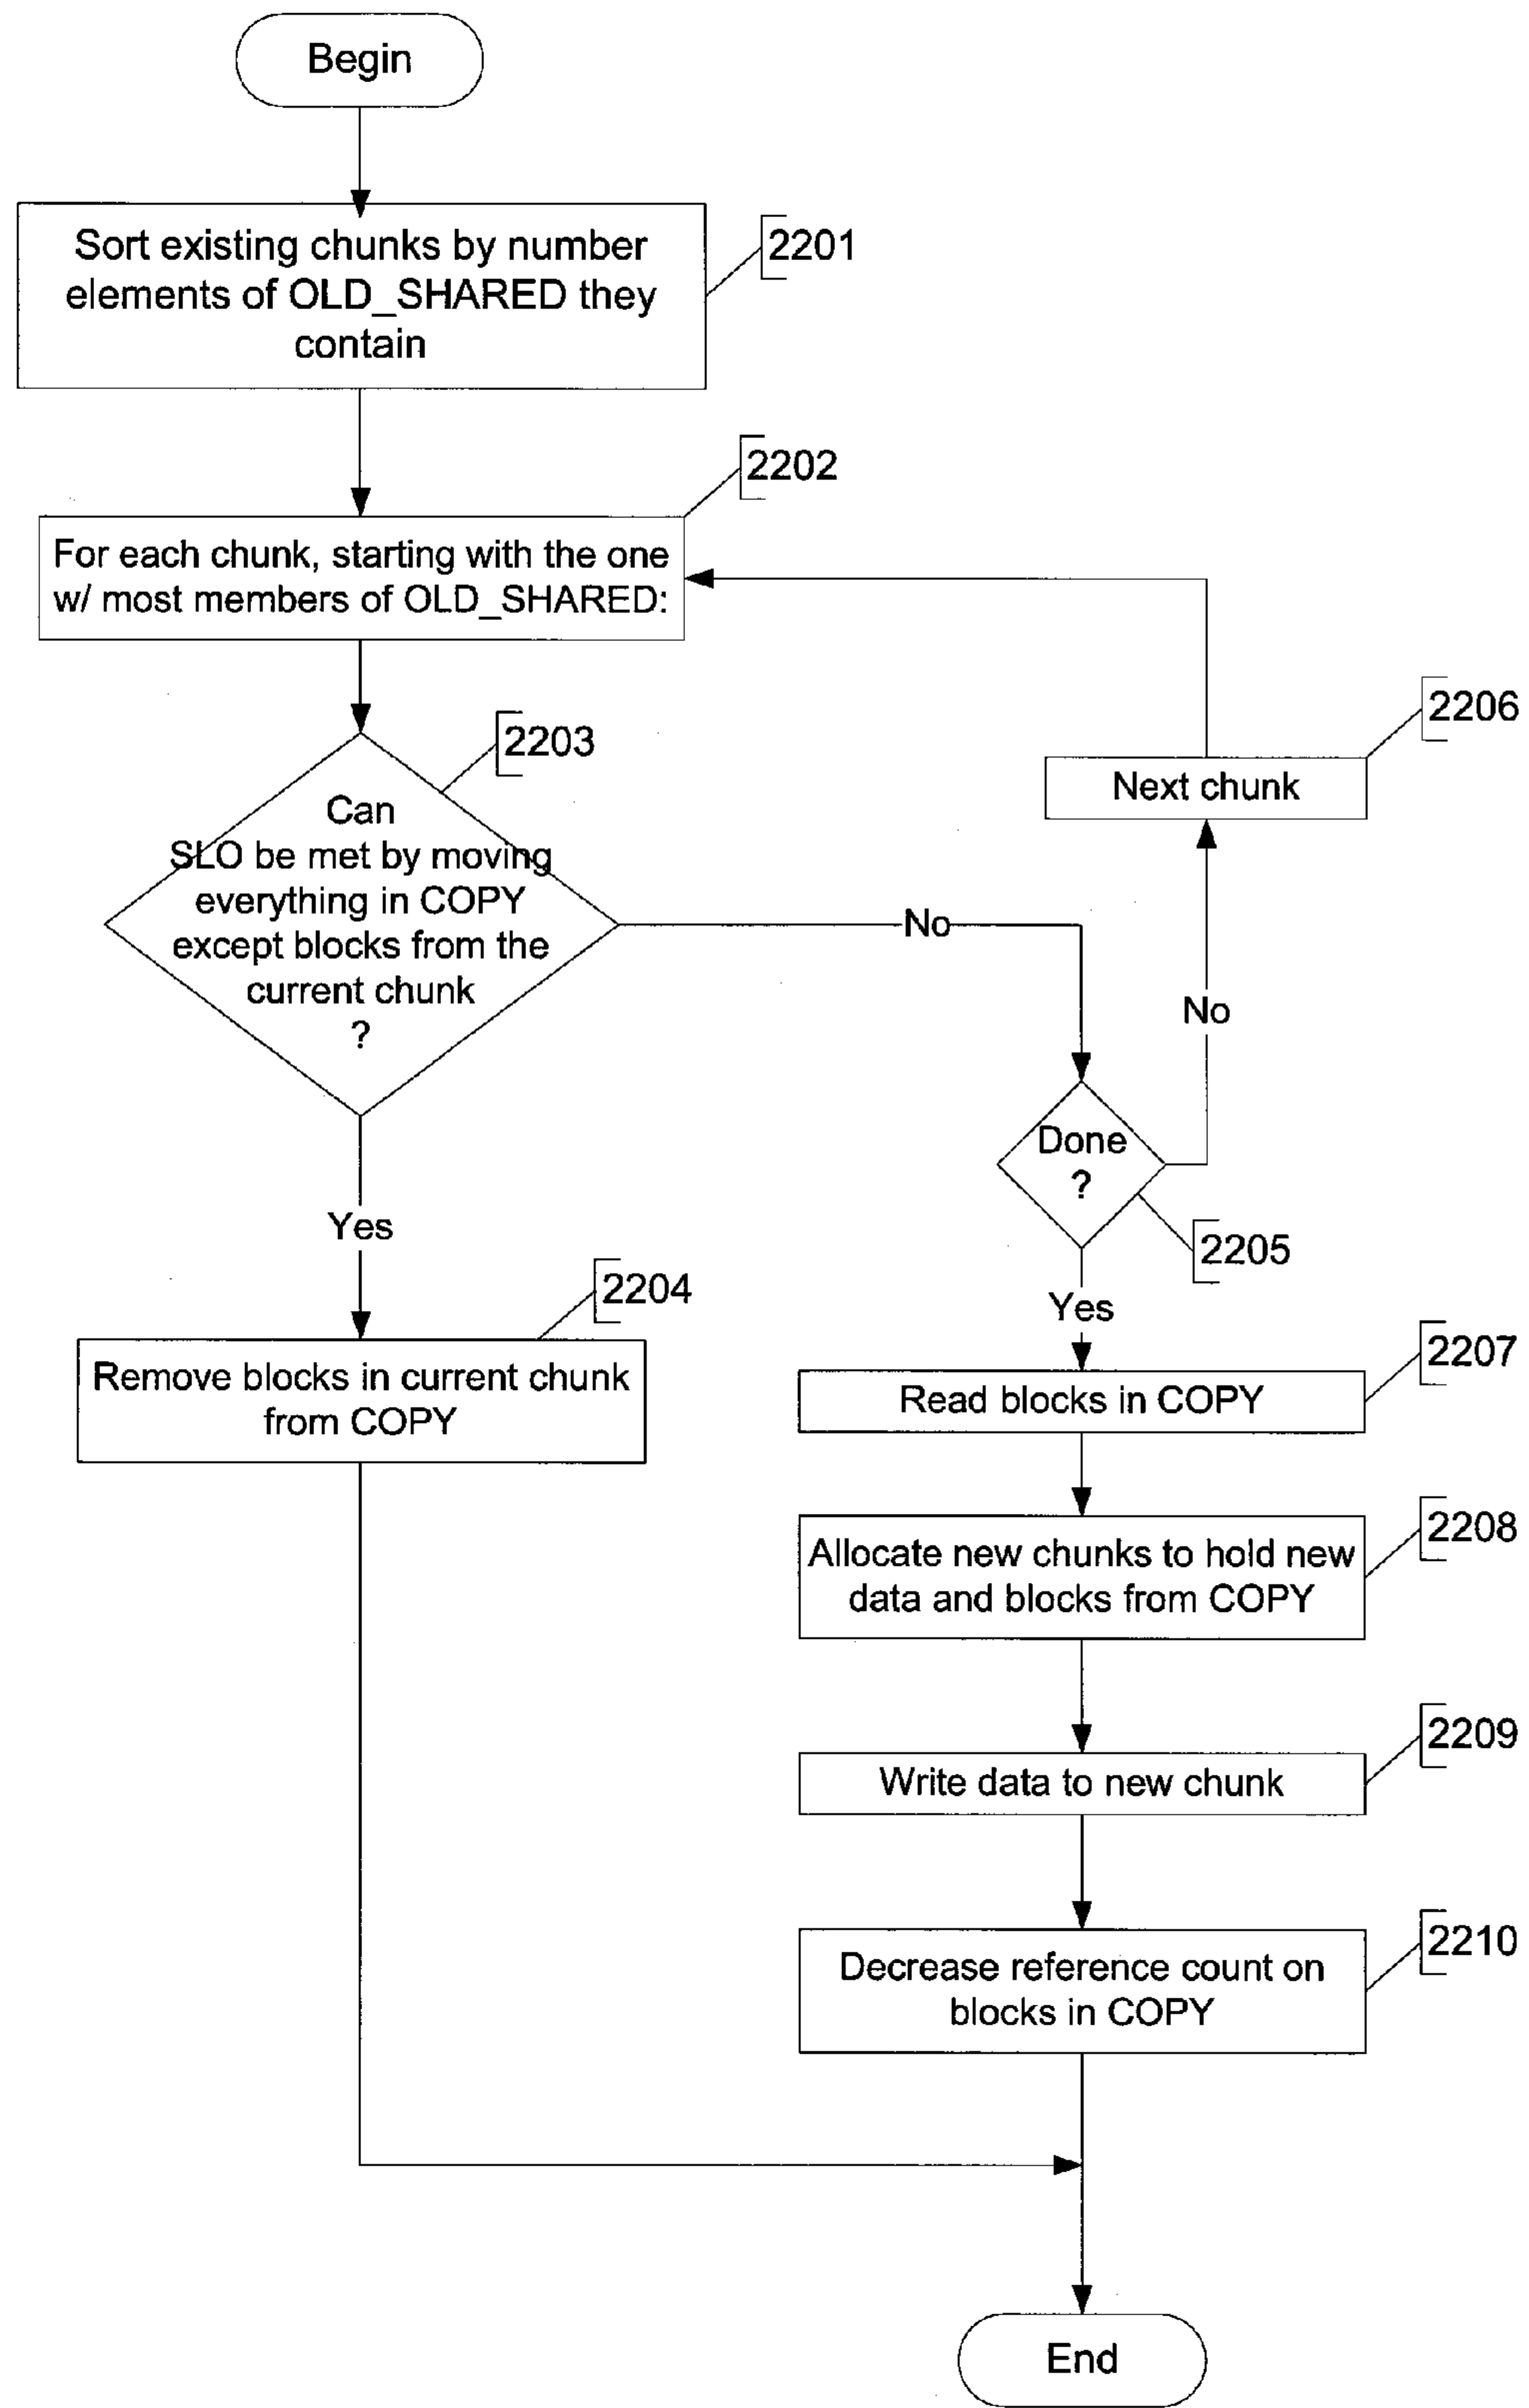 Begin
Sort existing chunks by number
elements of OLD_SHARED they
contain
2201
2202
For each chunk, starting with the one
w/ most members of OLD_SHARED:
2203
Can
SLO be met by moving
everything in COPY
except blocks from the
current chunk
?
No
2206
Next chunk
No
Done
?
2205
Yes
Yes
2204
Remove blocks in current chunk
from COPY
2207
Read blocks in COPY
2208
Allocate new chunks to hold new
data and blocks from COPY
2209
Write data to new chunk
2210
Decrease reference count on
blocks in COPY
End